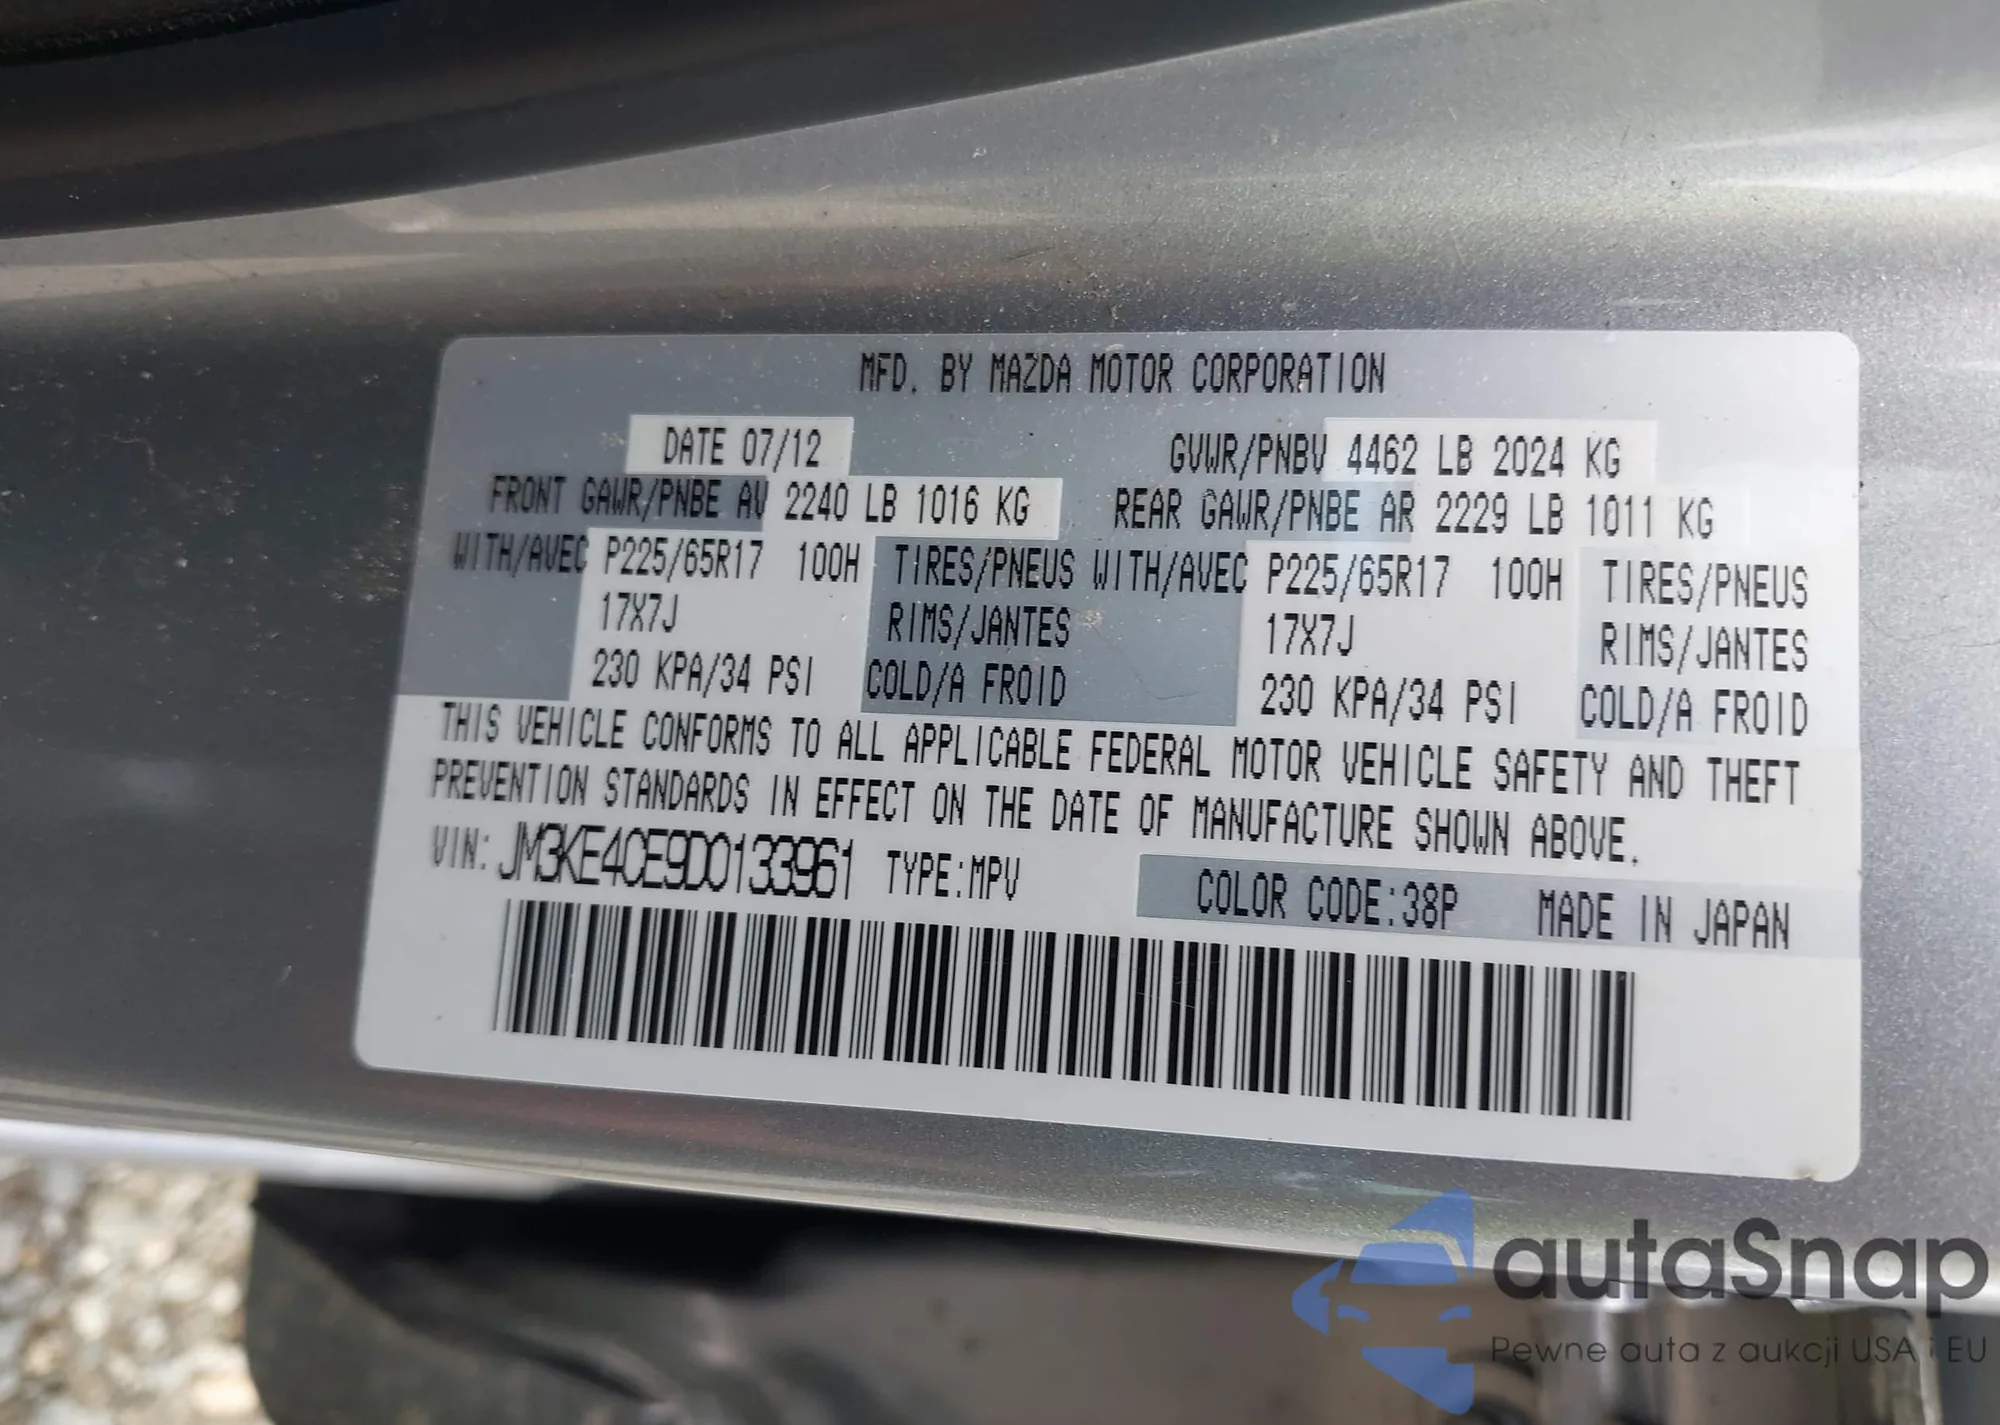 MFD. BY MAZDA MOTOR CORPORATION
DATE 07/12 GVWR/PNBV 4462 LB 2024 KG
FRONT GAWR/PNBE AV 2240 LB 1016 KG REAR GAWR/PNBE AR 2229 LB 1011 KG
WITH/AVEC P225/65R17 100H TIRES/PNEUS WITH/AVEC P225/65R17 100H TIRES/PNEUS
17X7J RIMS/JANTES 17X7J RIMS/JANTES
230 KPA/34 PSI COLD/A FROID 230 KPA/34 PSI COLD/A FROID
THIS VEHICLE CONFORMS TO ALL APPLICABLE FEDERAL MOTOR VEHICLE SAFETY AND THEFT
PREVENTION STANDARDS IN EFFECT ON THE DATE OF MANUFACTURE SHOWN ABOVE.
VIN: JM3KE4CE9D0133961 TYPE:MPV COLOR CODE:38P MADE IN JAPAN
autaSnap
Pewne auta z aukcji USA i EU